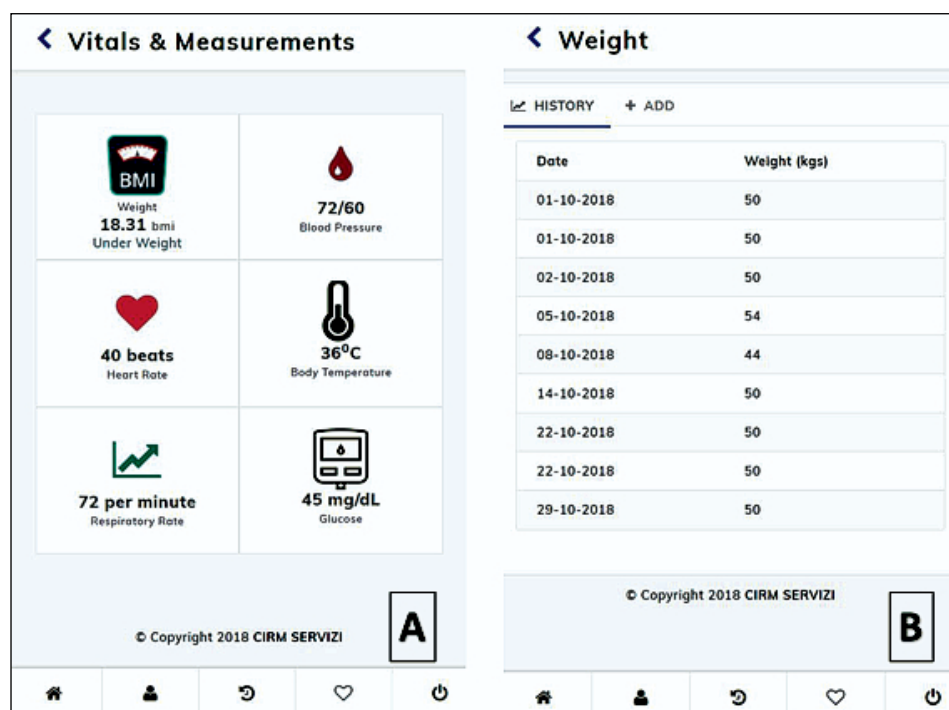 Vitals & Measurements
BMI
Weight
18.31 bmi
Under Weight
72/60
Blood Pressure
40 beats
Heart Rate
36⁰C
Body Temperature
72 per minute
Respiratory Rate
45 mg/dL
Glucose
© Copyright 2018 CIRM SERVIZI
A
Weight
HISTORY + ADD
Date Weight (kgs)
01-10-2018 50
01-10-2018 50
02-10-2018 50
05-10-2018 54
08-10-2018 44
14-10-2018 50
22-10-2018 50
22-10-2018 50
29-10-2018 50
© Copyright 2018 CIRM SERVIZI
B